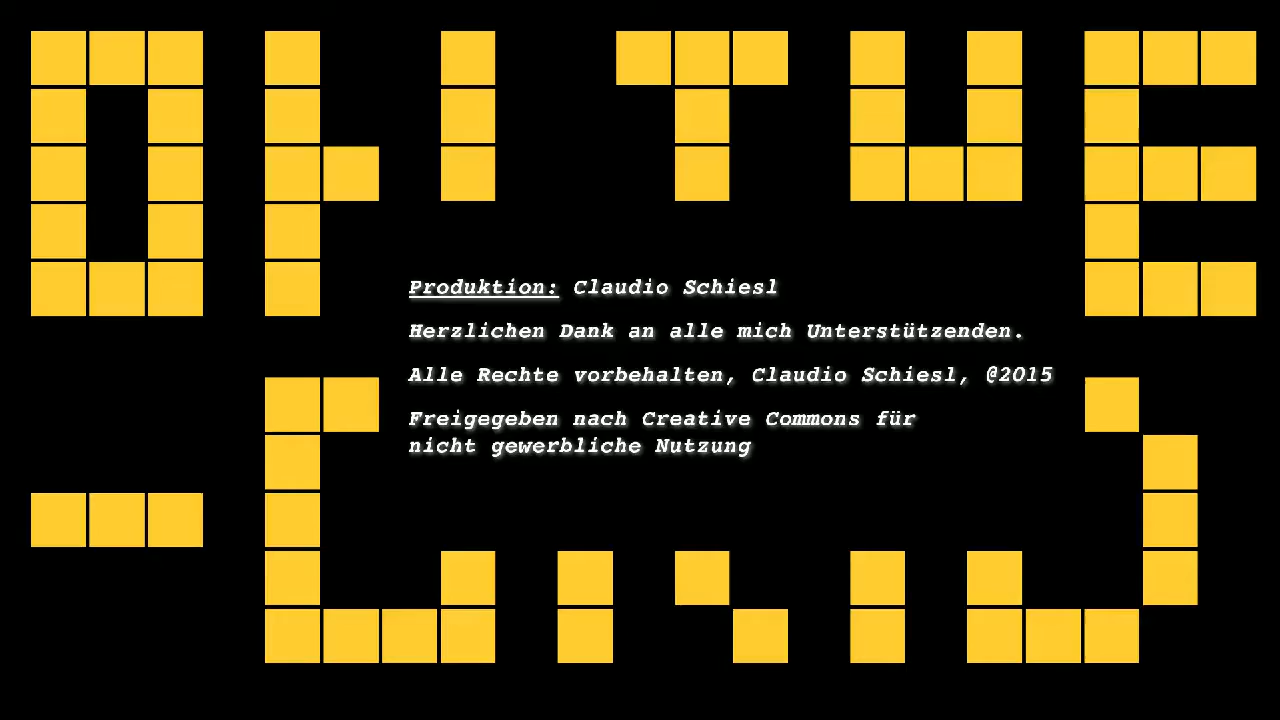 Produktion: Claudio Schiesl
Herzlichen Dank an alle mich Unterstützenden.
Alle Rechte vorbehalten, Claudio Schiesl, @2015
Freigegeben nach Creative Commons für
nicht gewerbliche Nutzung